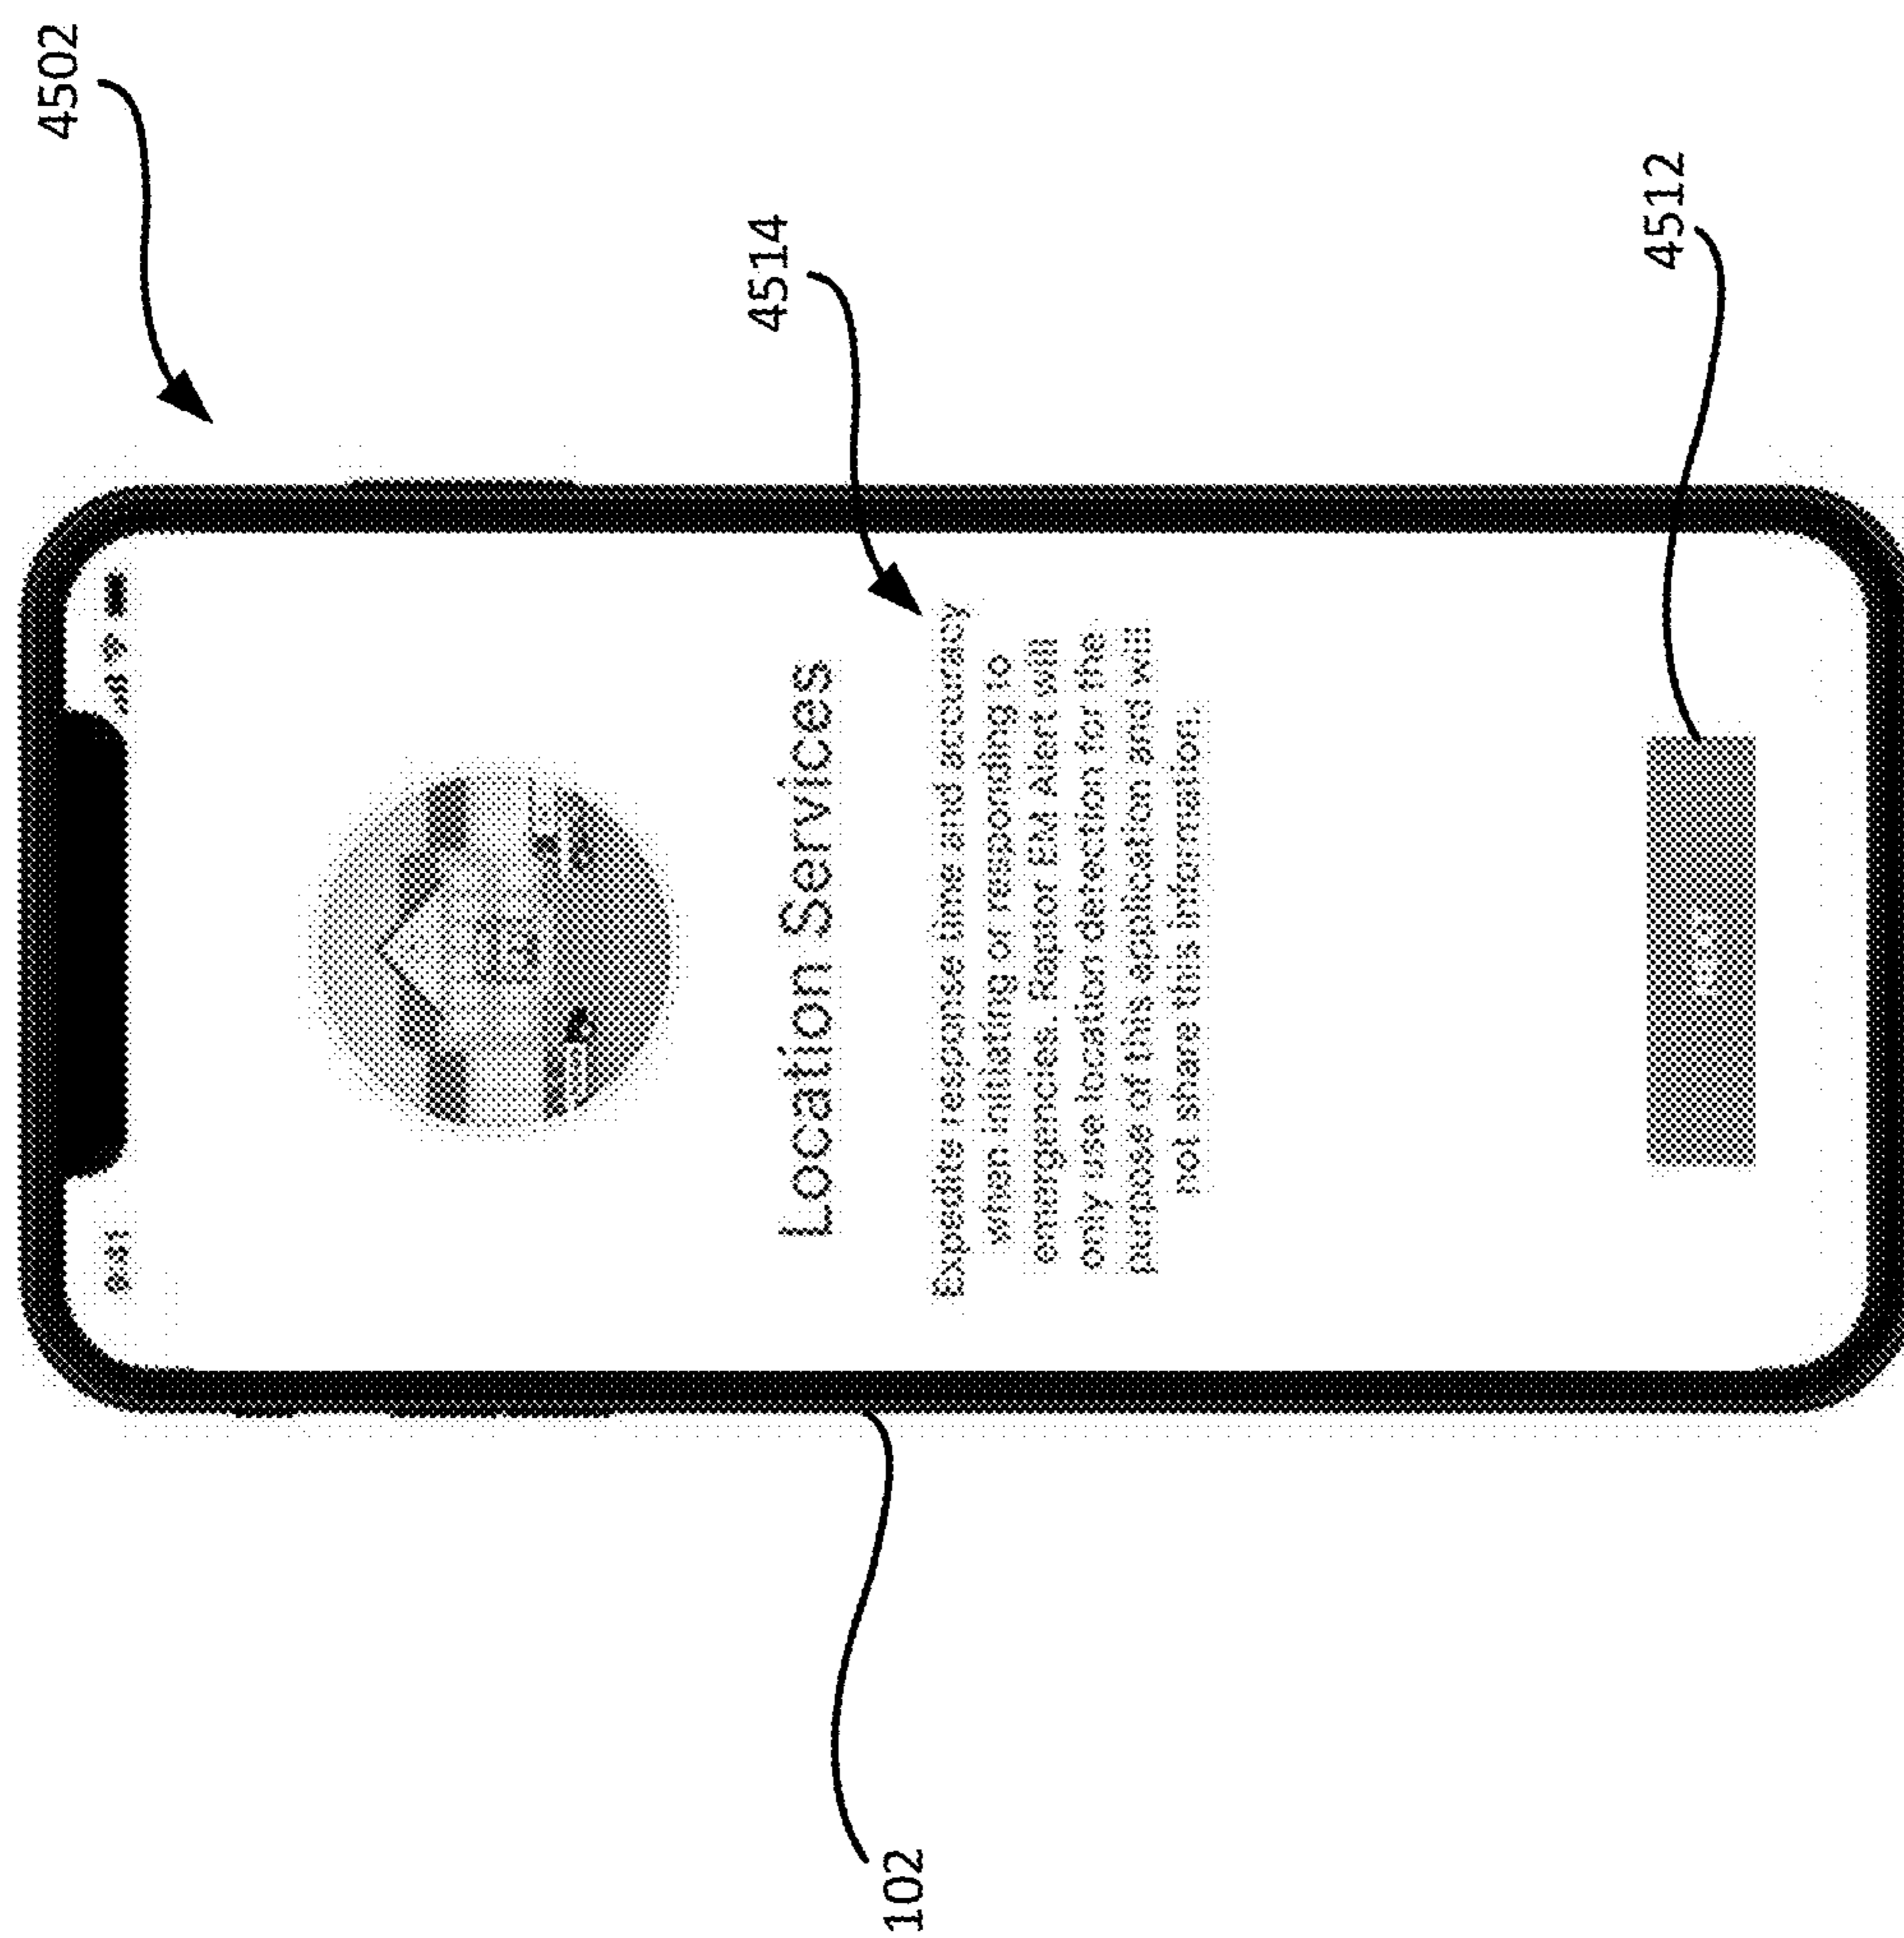 4502
Location Services
4514
Expedite response time and accuracy
when initiating or responding to
emergencies. Raptor EM Alert will
only use location detection for the
purpose of this application and will
not share this information.
4512
102